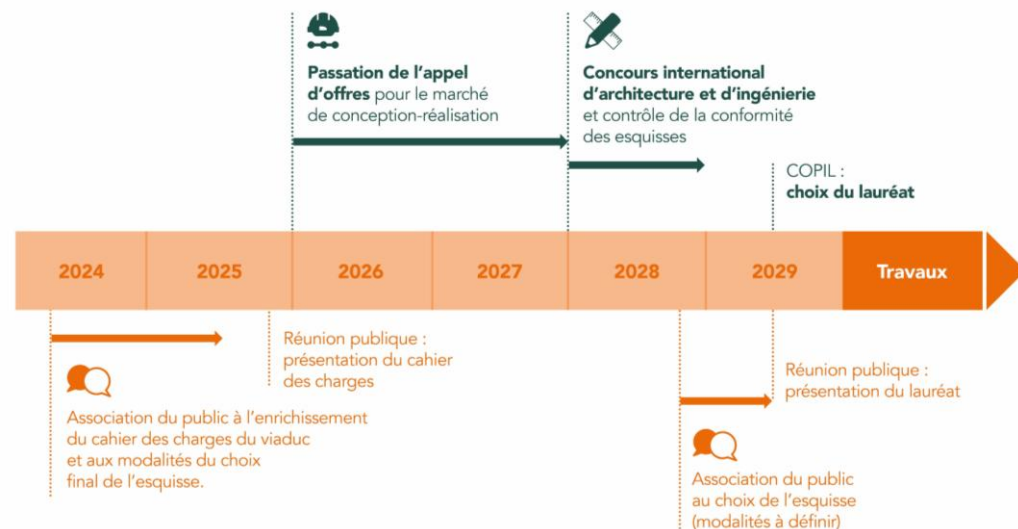 Passation de l’appel
d’offres pour le marché
de conception-réalisation
Concours international
d’architecture et d’ingénierie
et contrôle de la conformité
des esquisses
COPIL :
choix du lauréat
2024
2025
2026
2027
2028
2029
Travaux
Réunion publique :
présentation du cahier
des charges
Association du public à l’enrichissement
du cahier des charges du viaduc
et aux modalités du choix
final de l’esquisse.
Réunion publique :
présentation du lauréat
Association du public
au choix de l’esquisse
(modalités à définir)